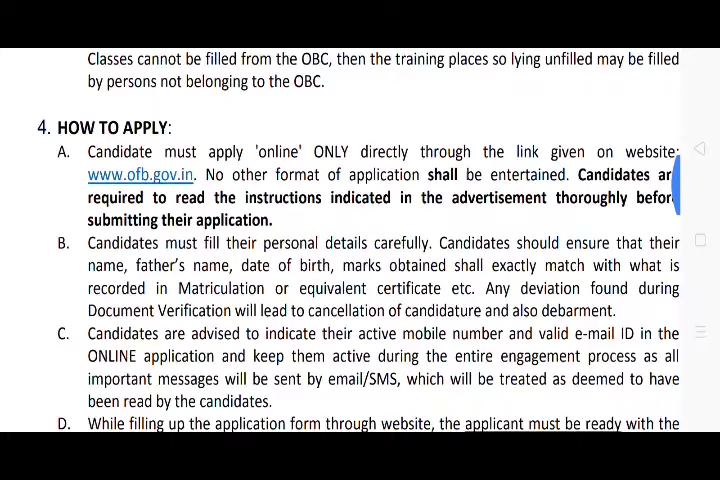 Classes cannot be filled from the OBC, then the training places so lying unfilled may be filled
by persons not belonging to the OBC.
4. HOW TO APPLY:
A. Candidate must apply 'online' ONLY directly through the link given on website:
www.ofb.gov.in. No other format of application shall be entertained. Candidates
required to read the instructions indicated in the advertisement thoroughly
submitting their application.
B. Candidates must fill their personal details carefully. Candidates should ensure that their
name, father's name, date of birth, marks obtained shall exactly match with what is
recorded in Matriculation or equivalent certificate etc. Any deviation found during
Document Verification will lead to cancellation of candidature and also debarment.
C. Candidates are advised to indicate their active mobile number and valid e-mail ID in the
ONLINE application and keep them active during the entire engagement process as all
important messages will be sent by email/SMS, which will be treated as deemed to have
been read by the candidates.
D. While filling up the application form through website, the applicant must be ready with the